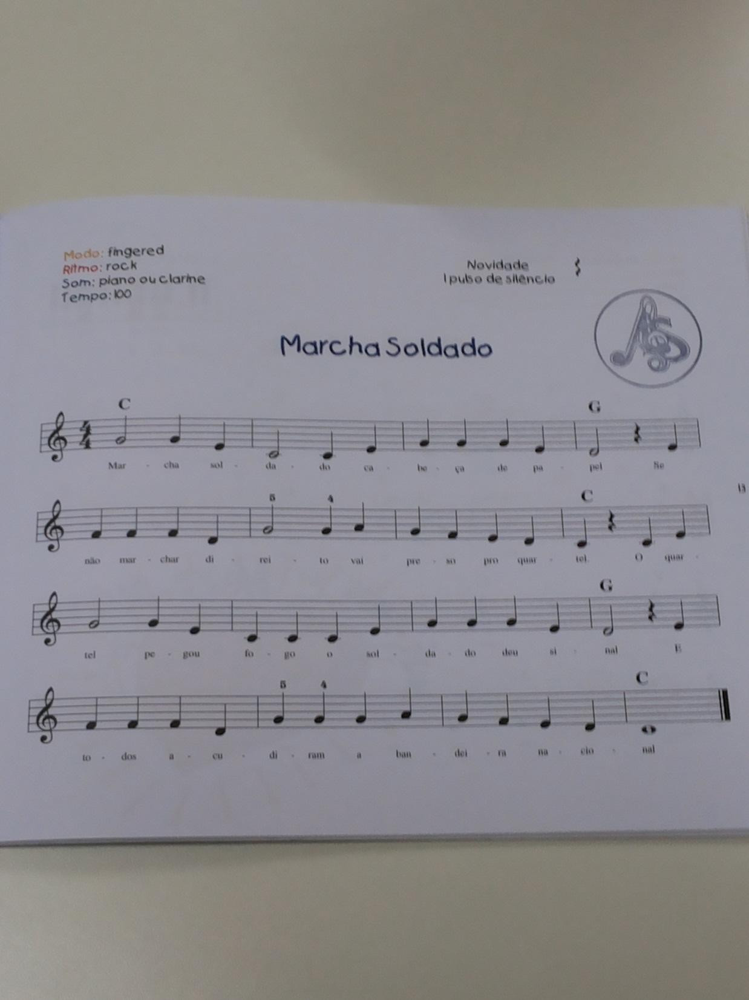 Modo: fingered
Ritmo: rock
Som: piano ou clarine
Tempo: 100
Novidade
1 pulso de silêncio
Marcha Soldado
C G
4
4
Mar - cha sol - da - do ca - be - ça de pa - pel Se
13
5 4 C
não mar - char di - rei - to vai pre - so pro quar - tel. O quar -
G
tel pe - gou fo - go o sol - da - do deu si - nal E
5 4 C
to - dos a - cu - di - ram a ban - dei - ra na - cio - nal